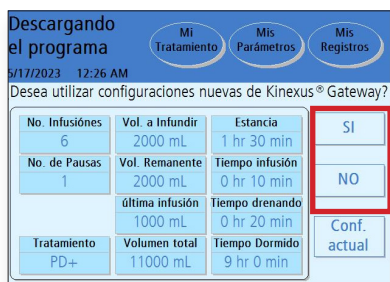 Descargando
el programa
Mi
Tratamiento
Mis
Parámetros
Mis
Registros
5/17/2023 12:26 AM
Desea utilizar configuraciones nuevas de Kinexus® Gateway?
No. Infusiónes
6
Vol. a Infundir
2000 mL
Estancia
1 hr 30 min
SI
No. de Pausas
1
Vol. Remanente
2000 mL
Tiempo infusión
0 hr 10 min
NO
última infusión
1000 mL
Tiempo drenando
0 hr 20 min
Conf.
actual
Tratamiento
PD+
Volumen total
11000 mL
Tiempo Dormido
9 hr 0 min